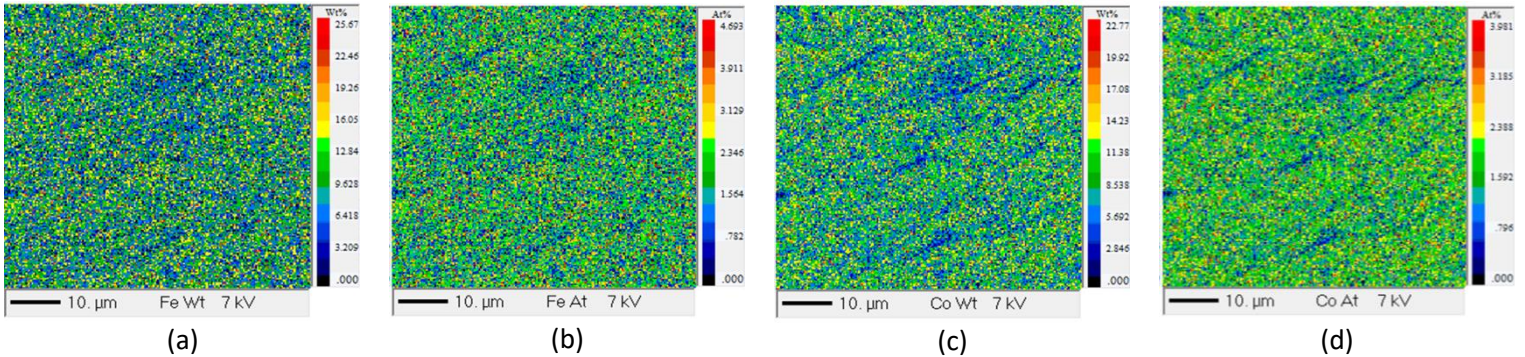 Wt%
25.67
22.46
19.26
16.05
12.84
9.628
6.418
3.209
.000
10. µm Fe Wt 7 kV
(a)
At%
4.693
3.911
3.129
2.346
1.564
.782
.000
10. µm Fe At 7 kV
(b)
Wt%
22.77
19.92
17.08
14.23
11.38
8.538
5.692
2.846
.000
10. µm Co Wt 7 kV
(c)
At%
3.981
3.185
2.388
1.592
.796
.000
10. µm Co At 7 kV
(d)